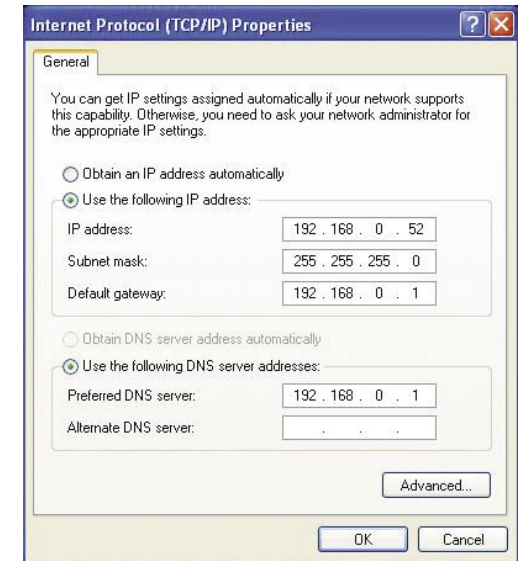 Internet Protocol (TCP/IP) Properties
General
You can get IP settings assigned automatically if your network supports
this capability. Otherwise, you need to ask your network administrator for
the appropriate IP settings.
Obtain an IP address automatically
Use the following IP address:
IP address: 192 . 168 . 0 . 52
Subnet mask: 255 . 255 . 255 . 0
Default gateway: 192 . 168 . 0 . 1
Obtain DNS server address automatically
Use the following DNS server addresses:
Preferred DNS server: 192 . 168 . 0 . 1
Alternate DNS server: . . .
Advanced...
OK Cancel